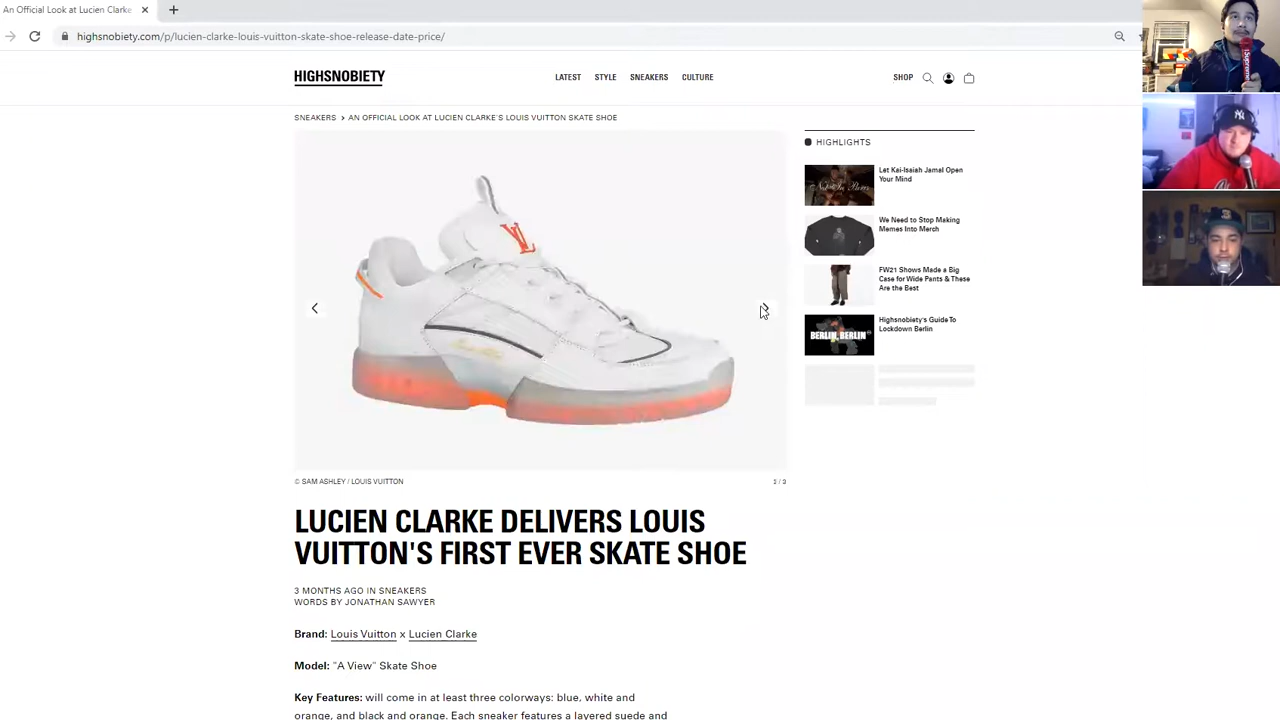 An Official Look at Lucien Clarke
highsnobiety.com/p/lucien-clarke-louis-vuitton-skate-shoe-release-date-price/
HIGHSNOBIETY
LATEST STYLE SNEAKERS CULTURE
SHOP
SNEAKERS > AN OFFICIAL LOOK AT LUCIEN CLARKE'S LOUIS VUITTON SKATE SHOE
HIGHLIGHTS
Let Kai-Isaiah Jamal Open
Your Mind
We Need to Stop Making
Memes Into Merch
FW21 Shows Made a Big
Case for Wide Pants & These
Are the Best
BERLIN, BERLIN
Highsnobiety's Guide To
Lockdown Berlin
LV
© SAM ASHLEY / LOUIS VUITTON
2 / 3
LUCIEN CLARKE DELIVERS LOUIS
VUITTON'S FIRST EVER SKATE SHOE
3 MONTHS AGO IN SNEAKERS
WORDS BY JONATHAN SAWYER
Brand: Louis Vuitton x Lucien Clarke
Model: "A View" Skate Shoe
Key Features: will come in at least three colorways: blue, white and
orange, and black and orange. Each sneaker features a layered suede and
Supreme